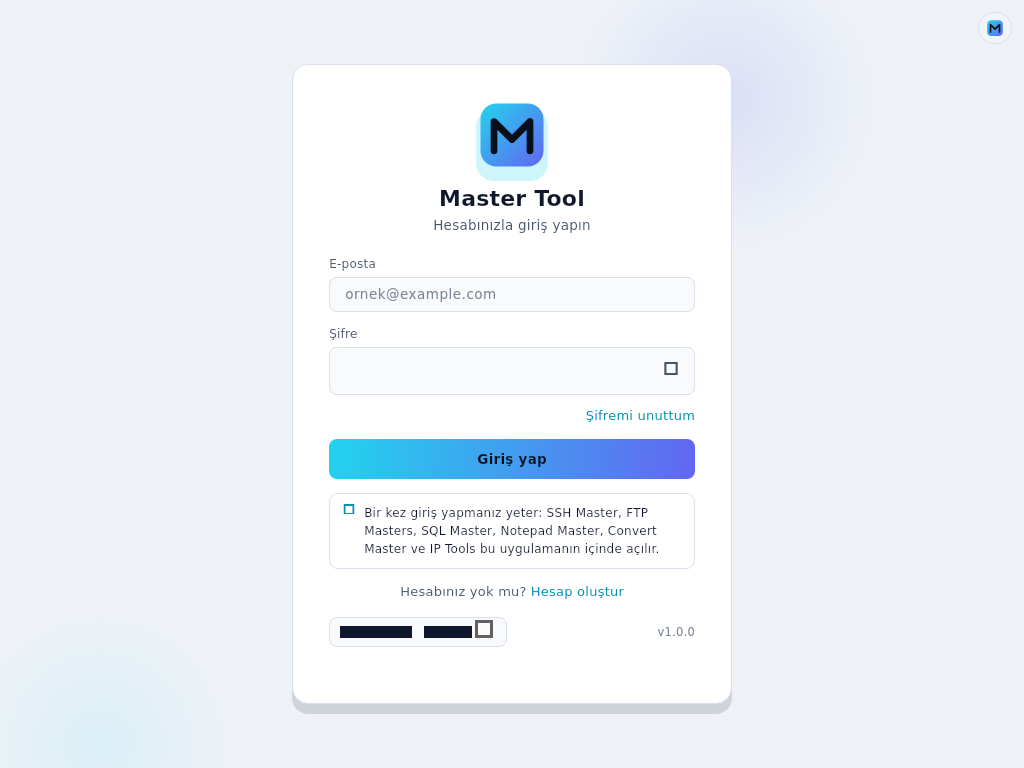 M
M
Master Tool
Hesabınızla giriş yapın
E-posta
ornek@example.com
Şifre
Şifremi unuttum
Giriş yap
Bir kez giriş yapmanız yeter: SSH Master, FTP
Masters, SQL Master, Notepad Master, Convert
Master ve IP Tools bu uygulamanın içinde açılır.
Hesabınız yok mu? Hesap oluştur
v1.0.0